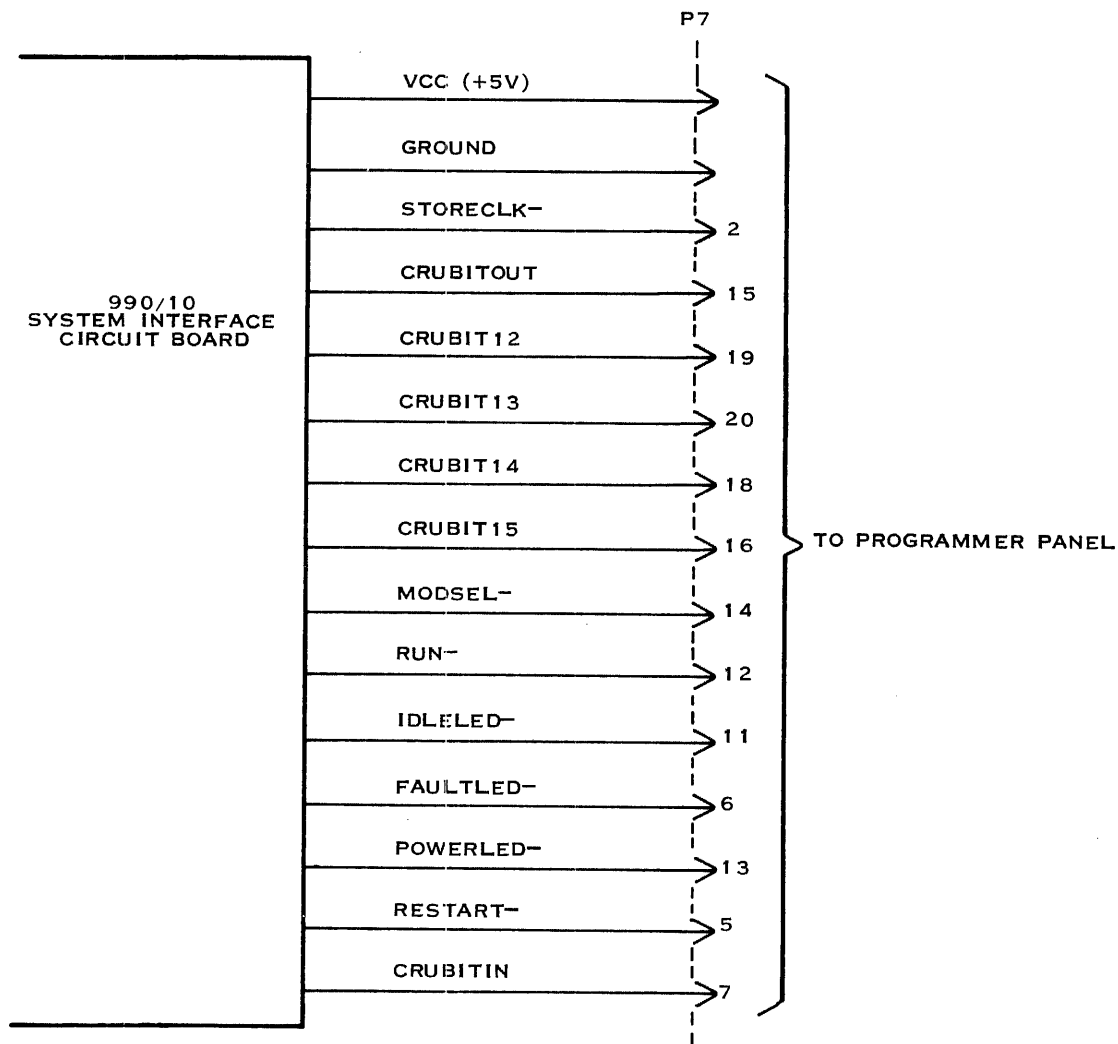 P7
VCC (+5V)
GROUND
STORECLK-
2
CRUBITOUT
15
990/10
SYSTEM INTERFACE
CIRCUIT BOARD
CRUBIT12
19
CRUBIT13
20
CRUBIT14
18
CRUBIT15
16
TO PROGRAMMER PANEL
MODSEL-
14
RUN-
12
IDLELED-
11
FAULTLED-
6
POWERLED-
13
RESTART-
5
CRUBITIN
7